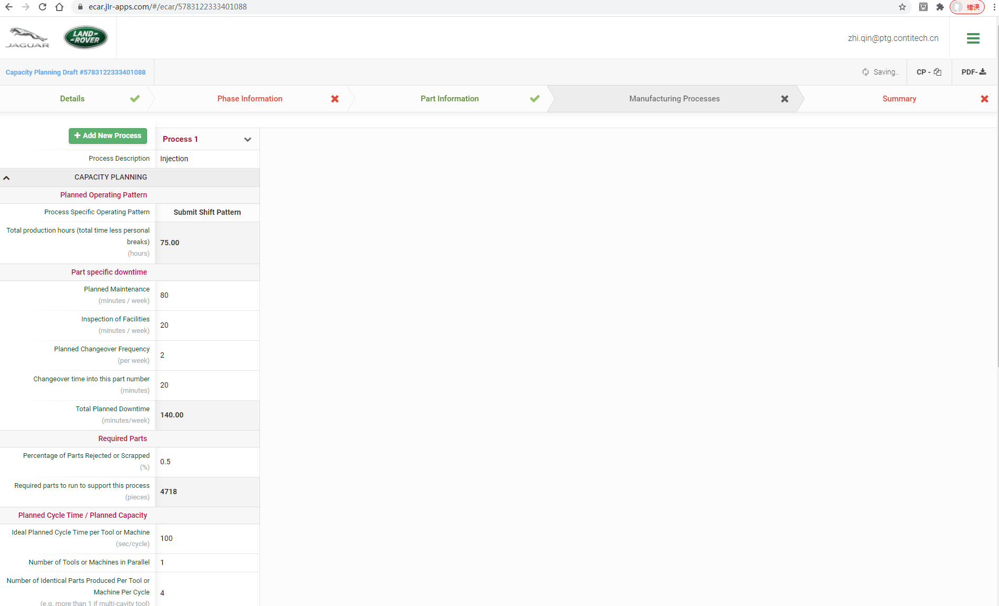 ecar.jlr-apps.com/#/ecar/5783122333401088
错误
JAGUAR
LAND-
-ROVER
zhi.qin@ptg.contitech.cn
Capacity Planning Draft #5783122333401088
Saving..
CP -
PDF-
Details
Phase Information
Part Information
Manufacturing Processes
Summary
Add New Process
Process 1
Process Description
Injection
CAPACITY PLANNING
Planned Operating Pattern
Process Specific Operating Pattern
Submit Shift Pattern
Total production hours (total time less personal
breaks)
(hours)
75.00
Part specific downtime
Planned Maintenance
(minutes / week)
80
Inspection of Facilities
(minutes / week)
20
Planned Changeover Frequency
(per week)
2
Changeover time into this part number
(minutes)
20
Total Planned Downtime
(minutes/week)
140.00
Required Parts
Percentage of Parts Rejected or Scrapped
(%)
0.5
Required parts to run to support this process
(pieces)
4718
Planned Cycle Time / Planned Capacity
Ideal Planned Cycle Time per Tool or Machine
(sec/cycle)
100
Number of Tools or Machines in Parallel
1
Number of Identical Parts Produced Per Tool or
Machine Per Cycle
(e.g. more than 1 if multi-cavity tool)
4